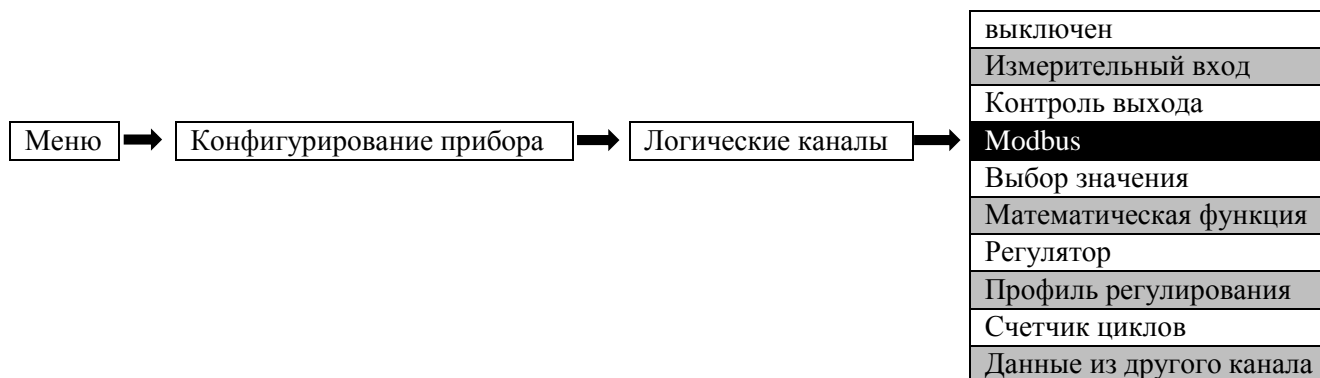 выключен
Измерительный вход
Контроль выхода
Меню Конфигурирование прибора Логические каналы Modbus
Выбор значения
Математическая функция
Регулятор
Профиль регулирования
Счетчик циклов
Данные из другого канала